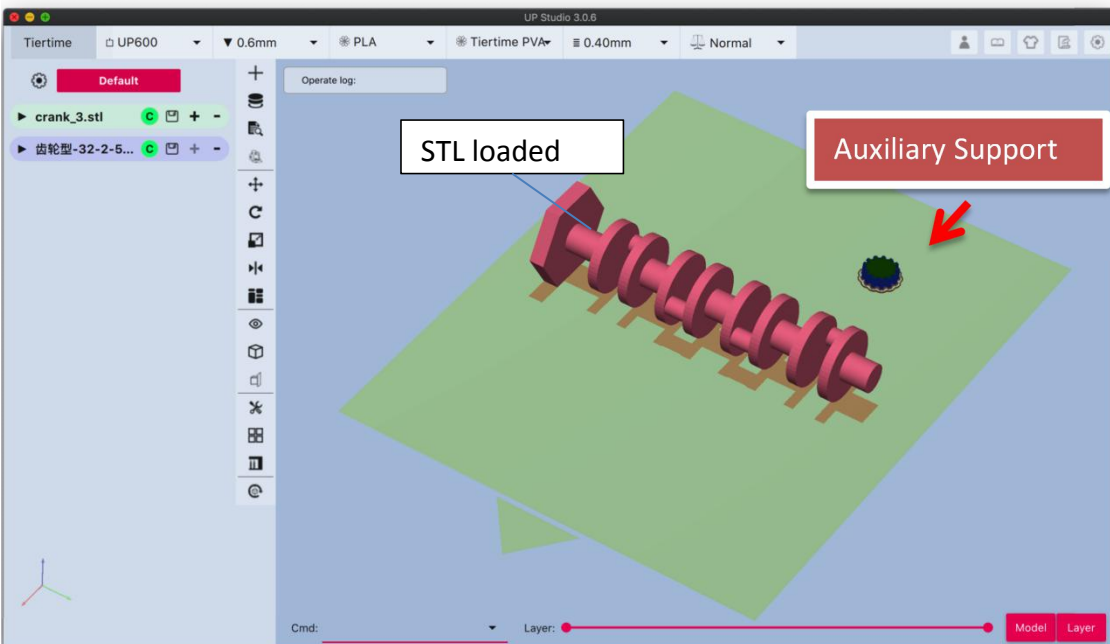 UP Studio 3.0.6
Tiertime UP600 0.6mm PLA Tiertime PVA 0.40mm Normal
Default
Operate log:
crank_3.stl C
齿轮型-32-2-5... C
STL loaded
Auxiliary Support
Cmd: Layer: Model Layer